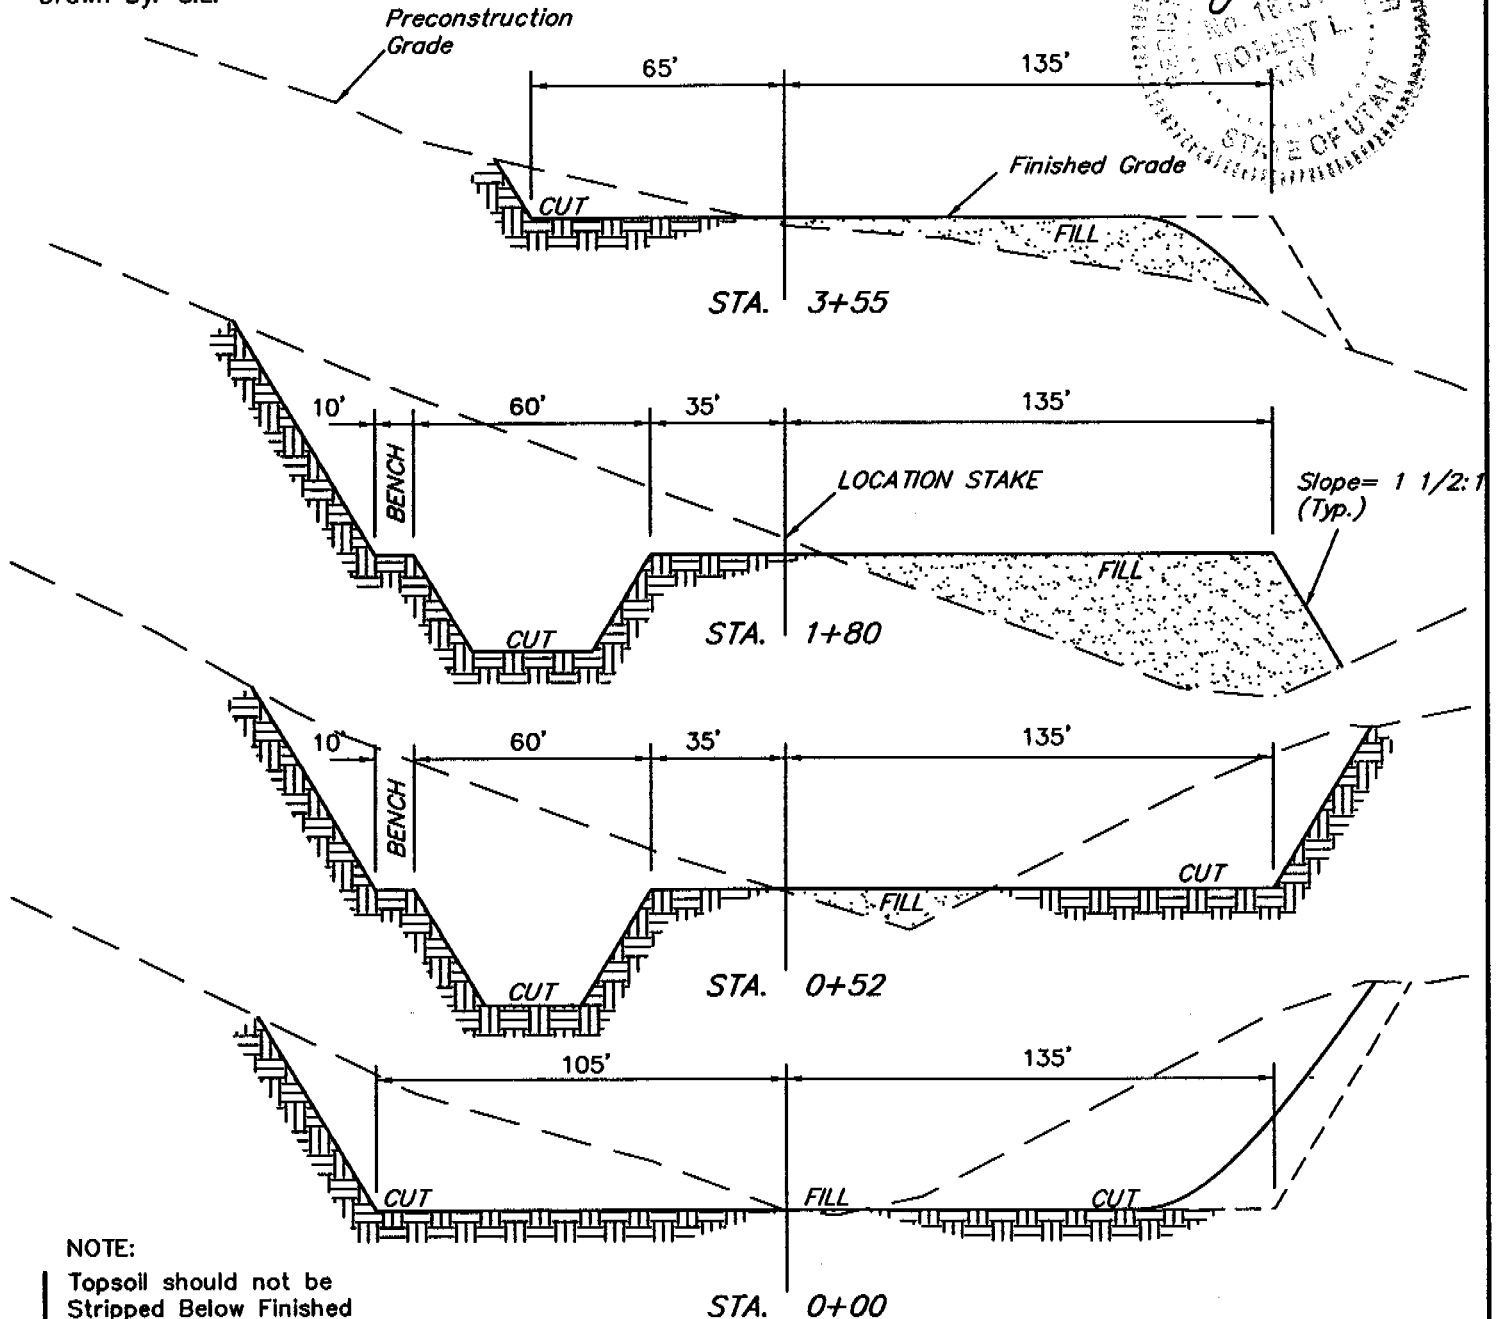 Preconstruction
Grade
65'
135'
ROBERT L.
STATE OF UTAH
Finished Grade
CUT
FILL
STA. 3+55
10'
60'
35'
135'
BENCH
LOCATION STAKE
Slope= 1 1/2:1
(Typ.)
FILL
CUT
STA. 1+80
10'
60'
35'
135'
BENCH
CUT
FILL
CUT
STA. 0+52
105'
135'
CUT
FILL
CUT
NOTE:
Topsoil should not be
Stripped Below Finished
STA. 0+00